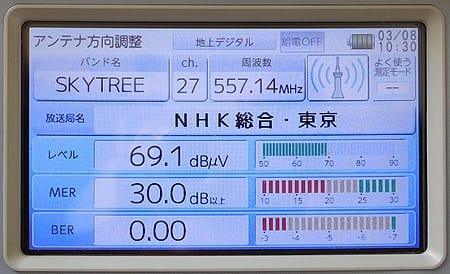 アンテナ方向調整 地上デジタル 給電OFF 03/08
10:30
バンド名 ch. 周波数 よく使う
測定モード
SKYTREE 27 557.14MHz --
放送局名 NHK総合・東京
レベル 69.1dBμV 50 60 70 80 90
MER 30.0dB以上 10 15 20 25 30
BER 0.00 -3 -4 -5 -6 -7